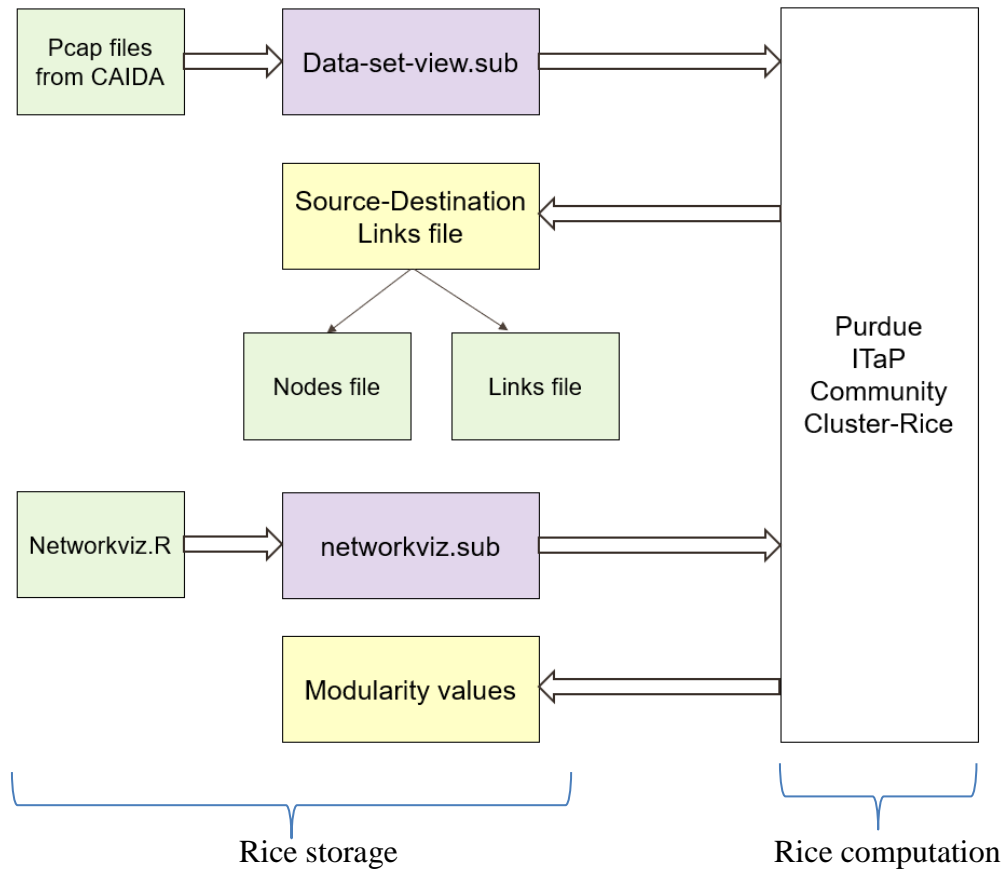 Pcap files
from CAIDA
Data-set-view.sub
Source-Destination
Links file
Nodes file
Links file
Purdue
ITaP
Community
Cluster-Rice
Networkviz.R
networkviz.sub
Modularity values
Rice storage
Rice computation